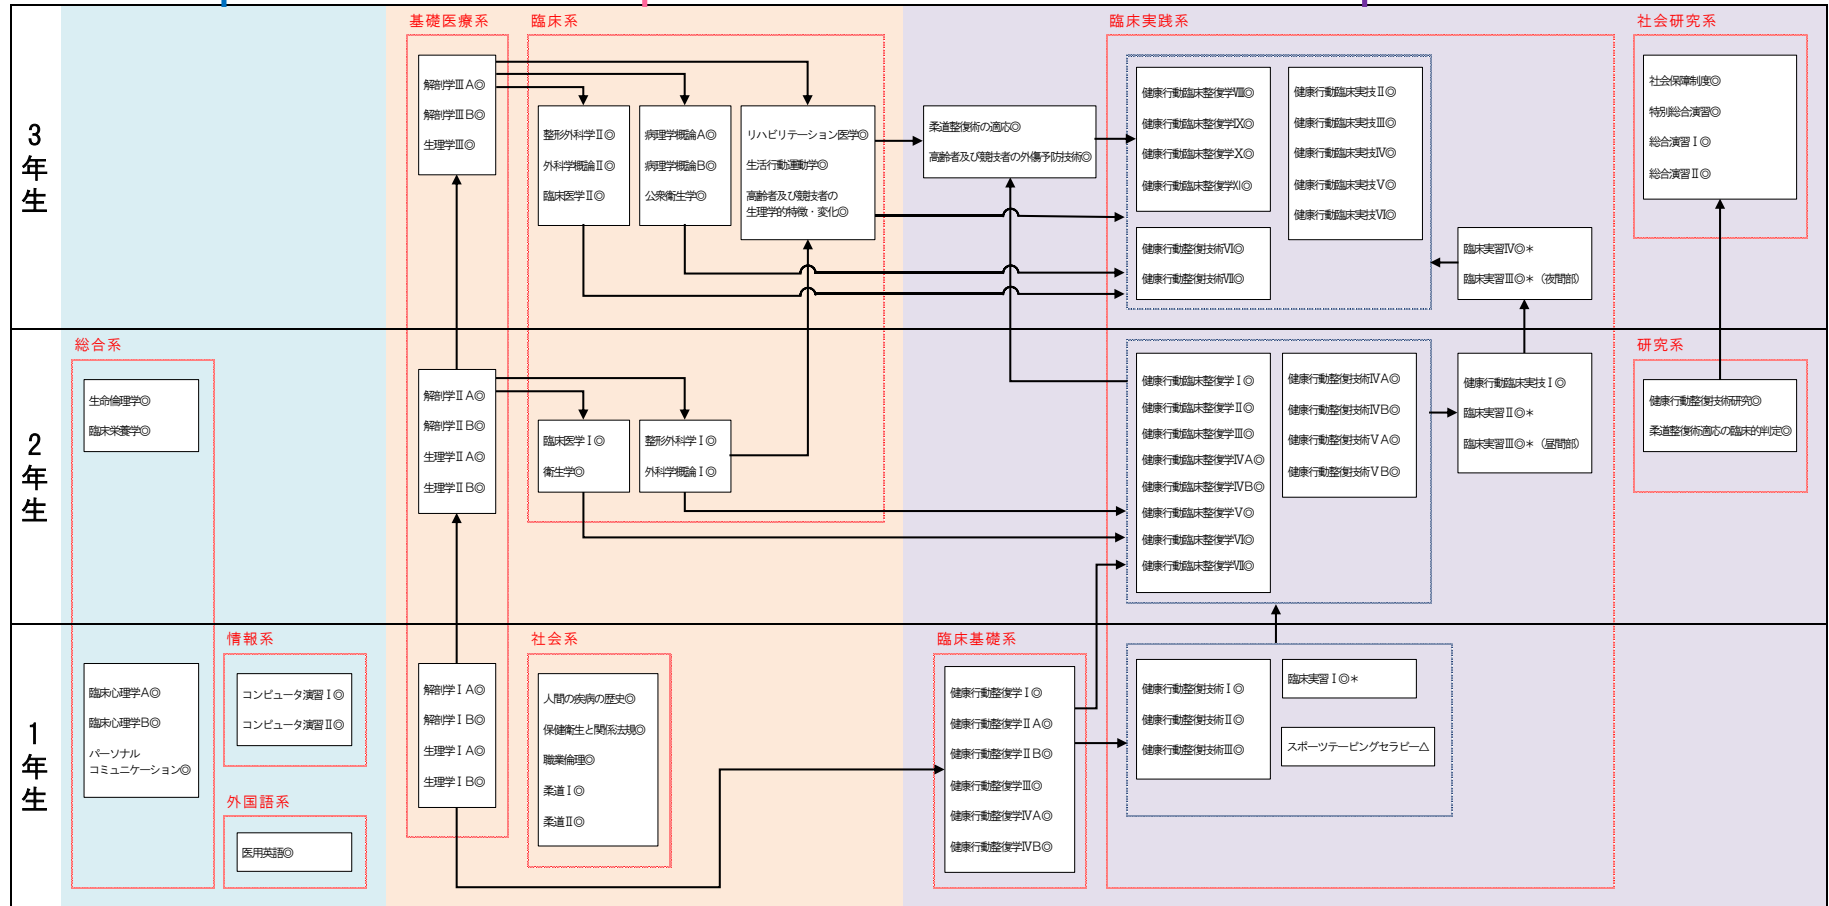 3年生
基礎医療系
解剖学ⅢA◎
解剖学ⅢB◎
生理学Ⅲ◎
臨床系
整形外科学Ⅱ◎
外科学概論Ⅱ◎
臨床医学Ⅱ◎
病理学概論A◎
病理学概論B◎
公衆衛生学◎
リハビリテーション医学◎
生活行動運動学◎
高齢者及び競技者の
生理学的特徴・変化◎
柔道整復術の適応◎
高齢者及び競技者の外傷予防技術◎
臨床実践系
健康行動臨床整復学Ⅷ◎
健康行動臨床整復学Ⅸ◎
健康行動臨床整復学Ⅹ◎
健康行動臨床整復学Ⅺ◎
健康行動臨床実技Ⅱ◎
健康行動臨床実技Ⅲ◎
健康行動臨床実技Ⅳ◎
健康行動臨床実技Ⅴ◎
健康行動臨床実技Ⅵ◎
健康行動整復技術Ⅵ◎
健康行動整復技術Ⅶ◎
臨床実習Ⅳ◎＊
臨床実習Ⅲ◎＊（夜間部）
社会研究系
社会保障制度◎
特別総合演習◎
総合演習Ⅰ◎
総合演習Ⅱ◎
2年生
総合系
生命倫理学◎
臨床栄養学◎
解剖学ⅡA◎
解剖学ⅡB◎
生理学ⅡA◎
生理学ⅡB◎
臨床医学Ⅰ◎
衛生学◎
整形外科学Ⅰ◎
外科学概論Ⅰ◎
健康行動臨床整復学Ⅰ◎
健康行動臨床整復学Ⅱ◎
健康行動臨床整復学Ⅲ◎
健康行動臨床整復学ⅣA◎
健康行動臨床整復学ⅣB◎
健康行動臨床整復学Ⅴ◎
健康行動臨床整復学Ⅵ◎
健康行動臨床整復学Ⅶ◎
健康行動整復技術ⅣA◎
健康行動整復技術ⅣB◎
健康行動整復技術ⅤA◎
健康行動整復技術ⅤB◎
健康行動臨床実技Ⅰ◎
臨床実習Ⅱ◎＊
臨床実習Ⅲ◎＊（昼間部）
研究系
健康行動整復技術研究◎
柔道整復術適応の臨床的判定◎
1年生
臨床心理学A◎
臨床心理学B◎
パーソナル
コミュニケーション◎
情報系
コンピュータ演習Ⅰ◎
コンピュータ演習Ⅱ◎
外国語系
医用英語◎
解剖学ⅠA◎
解剖学ⅠB◎
生理学ⅠA◎
生理学ⅠB◎
社会系
人間の疾病の歴史◎
保健衛生と関係法規◎
職業倫理◎
柔道Ⅰ◎
柔道Ⅱ◎
臨床基礎系
健康行動整復学Ⅰ◎
健康行動整復学ⅡA◎
健康行動整復学ⅡB◎
健康行動整復学Ⅲ◎
健康行動整復学ⅣA◎
健康行動整復学ⅣB◎
健康行動整復技術Ⅰ◎
健康行動整復技術Ⅱ◎
健康行動整復技術Ⅲ◎
臨床実習Ⅰ◎＊
スポーツテーピングセラピー△